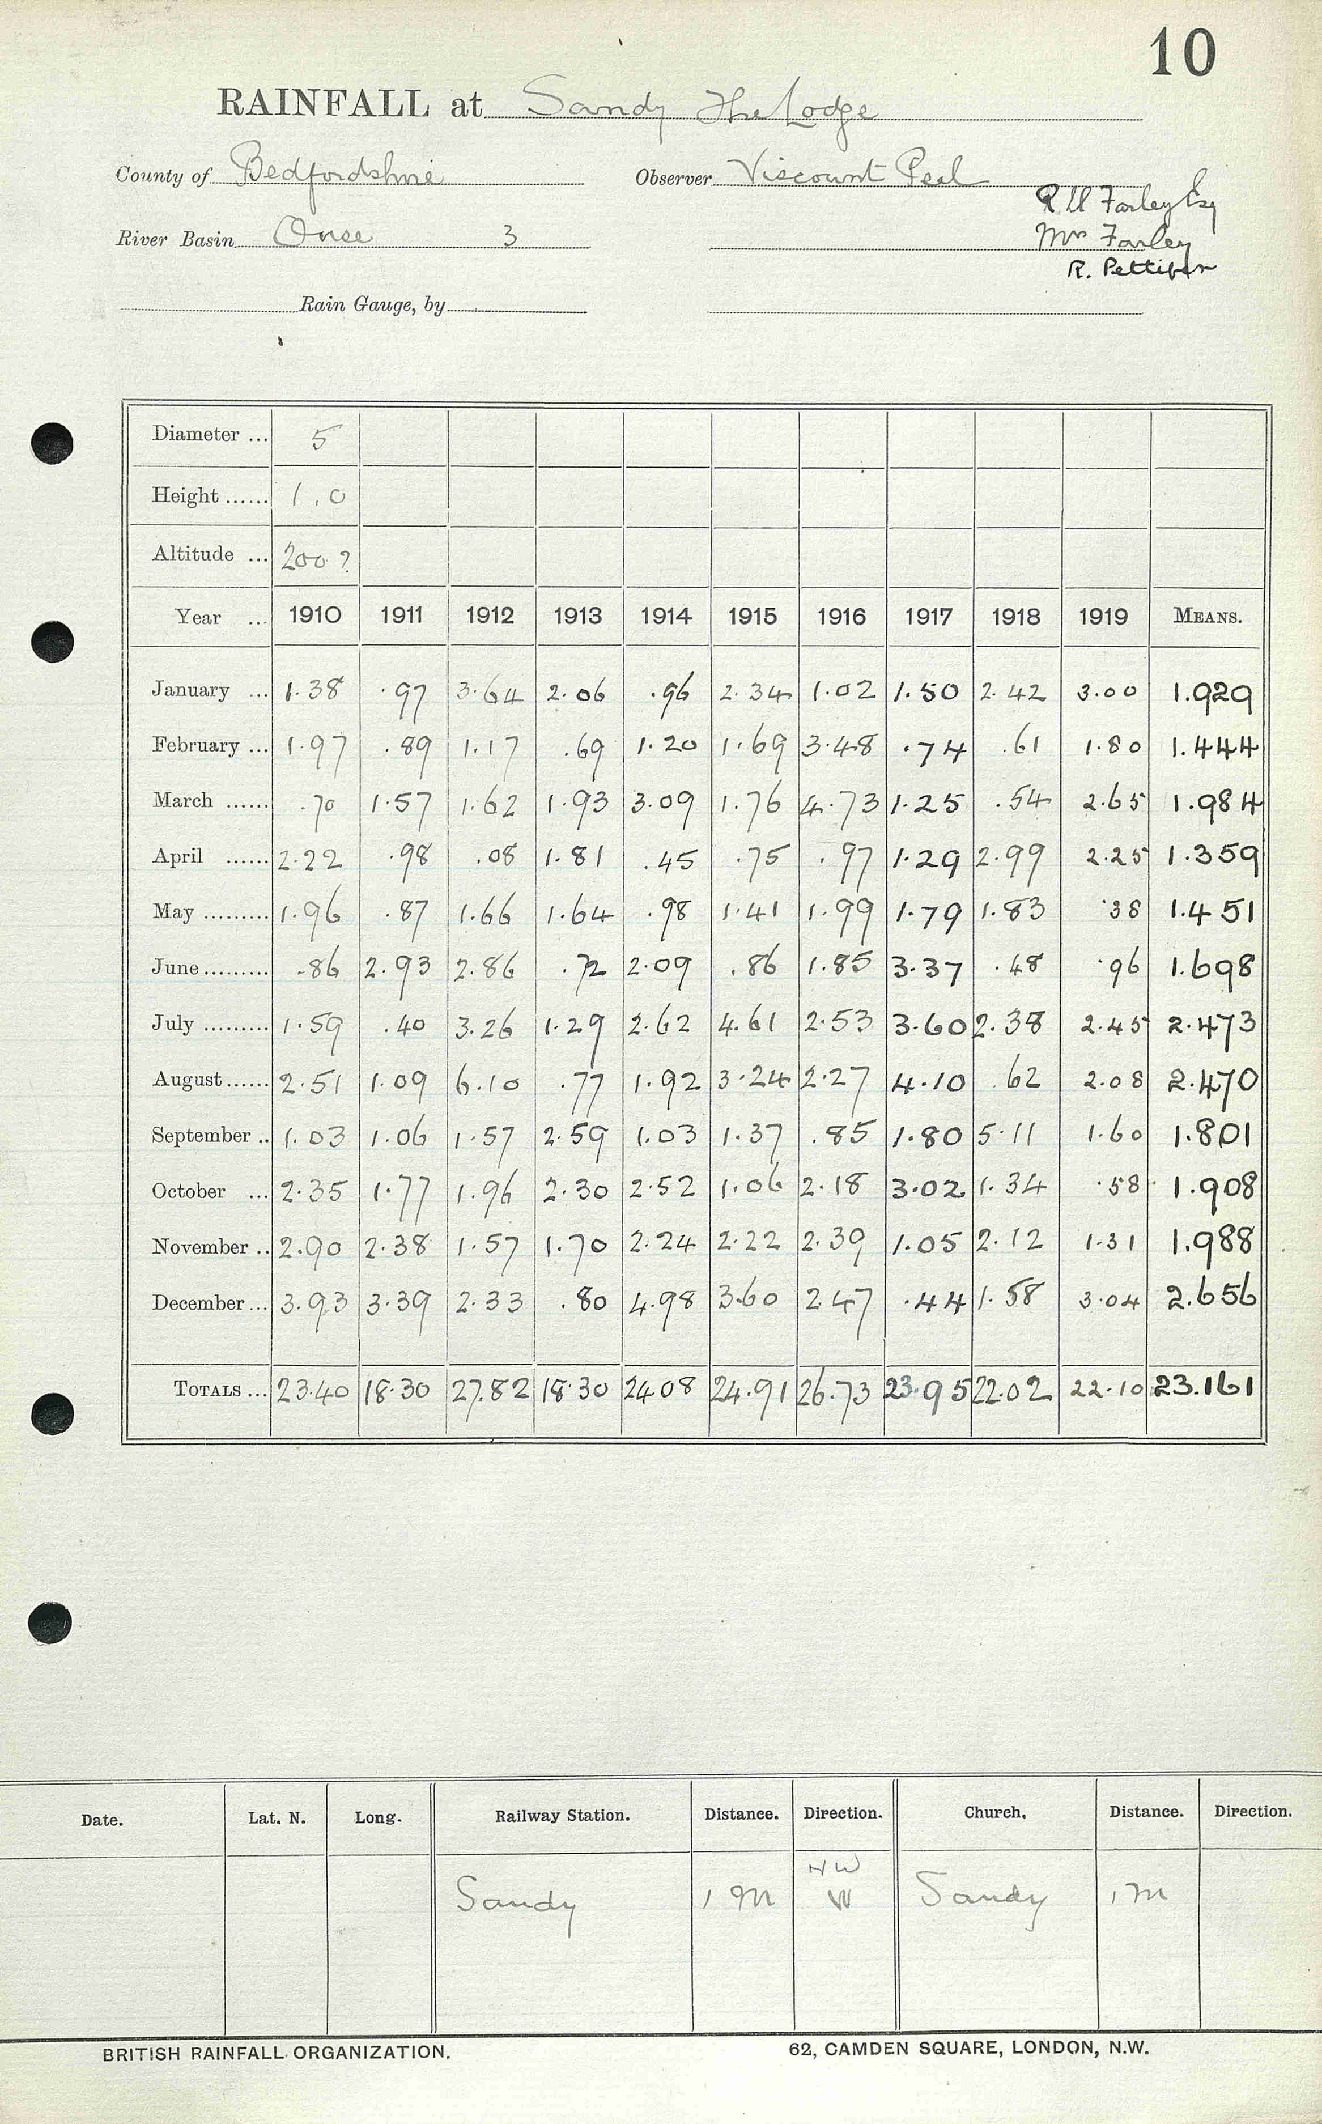 10
RAINFALL at Sandy The Lodge
County of Bedfordshire Observer Viscount Peel
R U Farley Esq
River Basin Ouse 3 Mrs Farley
R. Pettifer
Rain Gauge, by
Diameter ... 5
Height ...... 1.0
Altitude ... 200?
Year ... 1910 1911 1912 1913 1914 1915 1916 1917 1918 1919 MEANS.
January ... 1.38 .97 3.64 2.06 .96 2.34 1.02 1.50 2.42 3.00 1.929
February ... 1.97 .89 1.17 .69 1.20 1.69 3.48 .74 .61 1.80 1.444
March ...... .70 1.57 1.62 1.93 3.09 1.76 4.73 1.25 .54 2.65 1.984
April ...... 2.22 .98 .08 1.81 .45 .75 .97 1.29 2.99 2.25 1.359
May ......... 1.96 .87 1.66 1.64 .98 1.41 1.99 1.79 1.83 .38 1.451
June ......... .86 2.93 2.86 .72 2.09 .86 1.85 3.37 .48 .96 1.698
July ......... 1.59 .40 3.26 1.29 2.62 4.61 2.53 3.60 2.38 2.45 2.473
August ...... 2.51 1.09 6.10 .77 1.92 3.24 2.27 4.10 .62 2.08 2.470
September .. 1.03 1.06 1.57 2.59 1.03 1.37 .85 1.80 5.11 1.60 1.801
October ... 2.35 1.77 1.96 2.30 2.52 1.06 2.18 3.02 1.34 .58 1.908
November .. 2.90 2.38 1.57 1.70 2.24 2.22 2.39 1.05 2.12 1.31 1.988
December ... 3.93 3.39 2.33 .80 4.98 3.60 2.47 .44 1.58 3.04 2.656
TOTALS ... 23.40 18.30 27.82 18.30 24.08 24.91 26.73 23.95 22.02 22.10 23.161
Date. Lat. N. Long. Railway Station. Distance. Direction. Church. Distance. Direction.
NW
Sandy 1 m W Sandy 1 m
BRITISH RAINFALL ORGANIZATION. 62, CAMDEN SQUARE, LONDON, N.W.